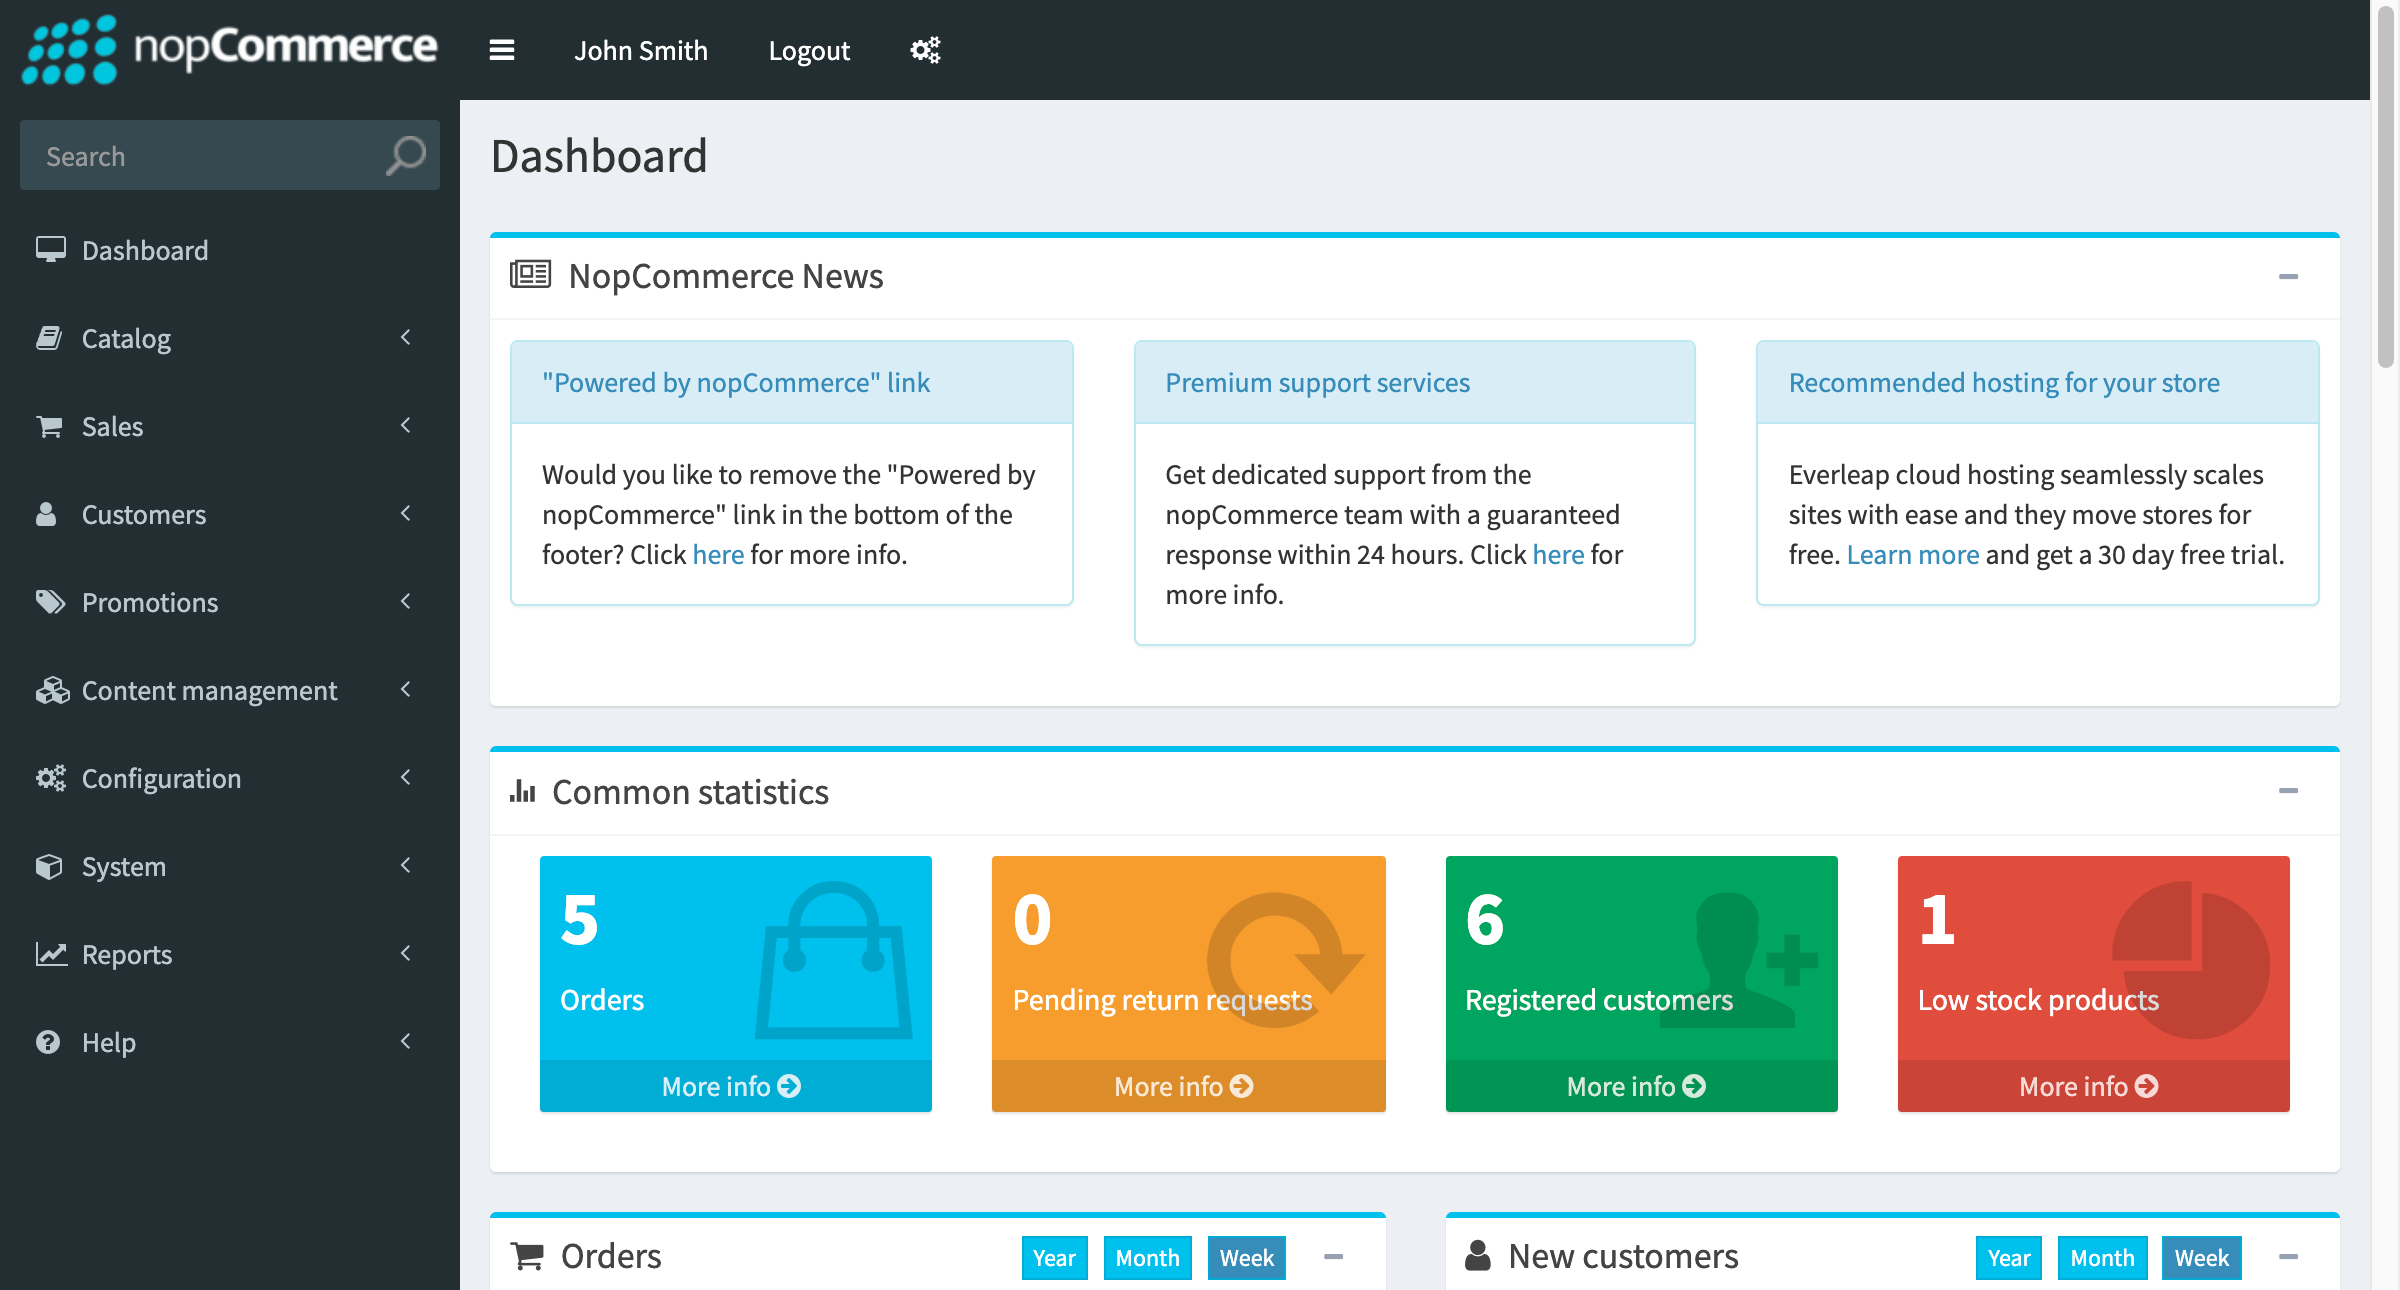 nopCommerce
John Smith
Logout
Search
Dashboard
Catalog
Sales
Customers
Promotions
Content management
Configuration
System
Reports
Help
Dashboard
NopCommerce News
"Powered by nopCommerce" link
Would you like to remove the "Powered by
nopCommerce" link in the bottom of the
footer? Click here for more info.
Premium support services
Get dedicated support from the
nopCommerce team with a guaranteed
response within 24 hours. Click here for
more info.
Recommended hosting for your store
Everleap cloud hosting seamlessly scales
sites with ease and they move stores for
free. Learn more and get a 30 day free trial.
Common statistics
5
Orders
More info
0
Pending return requests
More info
6
Registered customers
More info
1
Low stock products
More info
Orders
Year
Month
Week
New customers
Year
Month
Week